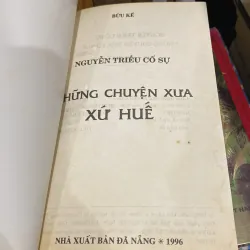 BỬU KẾ
NGUYỄN TRIỀU CỐ SỰ
HỮNG CHUYỆN XƯA
XỨ HUẾ
NHÀ XUẤT BẢN ĐÀ NẴNG * 1996